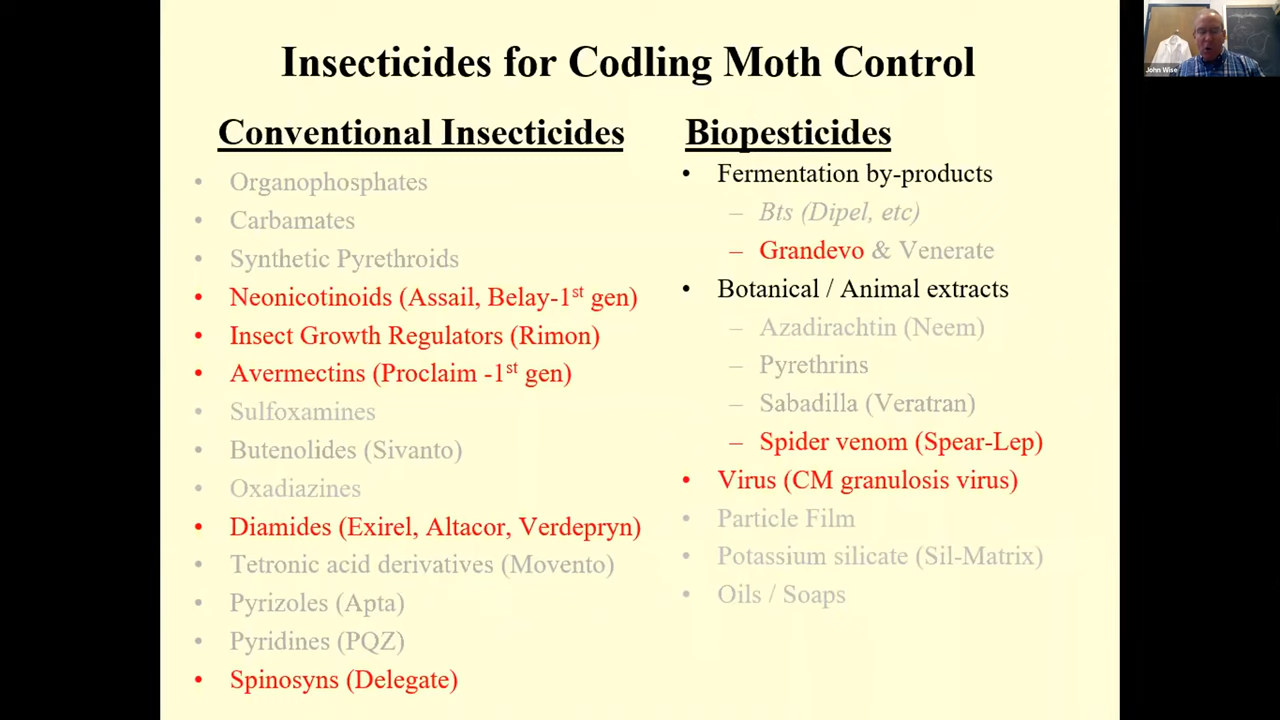 Insecticides for Codling Moth Control
Conventional Insecticides
• Organophosphates
• Carbamates
• Synthetic Pyrethroids
• Neonicotinoids (Assail, Belay-1st gen)
• Insect Growth Regulators (Rimon)
• Avermectins (Proclaim -1st gen)
• Sulfoxamines
• Butenolides (Sivanto)
• Oxadiazines
• Diamides (Exirel, Altacor, Verdepryn)
• Tetronic acid derivatives (Movento)
• Pyrizoles (Apta)
• Pyridines (PQZ)
• Spinosyns (Delegate)
Biopesticides
• Fermentation by-products
– Bts (Dipel, etc)
– Grandevo & Venerate
• Botanical / Animal extracts
– Azadirachtin (Neem)
– Pyrethrins
– Sabadilla (Veratran)
– Spider venom (Spear-Lep)
• Virus (CM granulosis virus)
• Particle Film
• Potassium silicate (Sil-Matrix)
• Oils / Soaps
John Wise